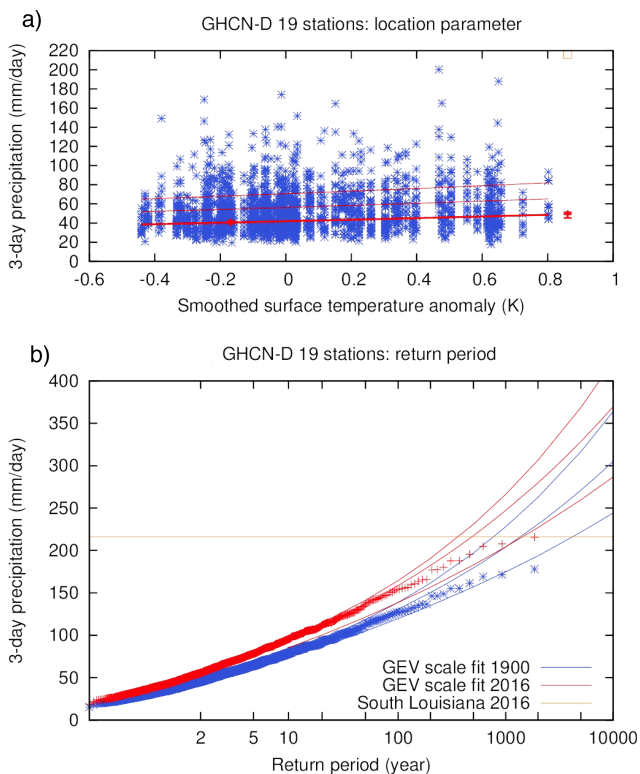 a)
GHCN-D 19 stations: location parameter
3-day precipitation (mm/day)
220
200
180
160
140
120
100
80
60
40
20
0
-0.6 -0.4 -0.2 0 0.2 0.4 0.6 0.8 1
Smoothed surface temperature anomaly (K)
b)
GHCN-D 19 stations: return period
3-day precipitation (mm/day)
400
350
300
250
200
150
100
50
0
GEV scale fit 1900
GEV scale fit 2016
South Louisiana 2016
2 5 10 100 1000 10000
Return period (year)